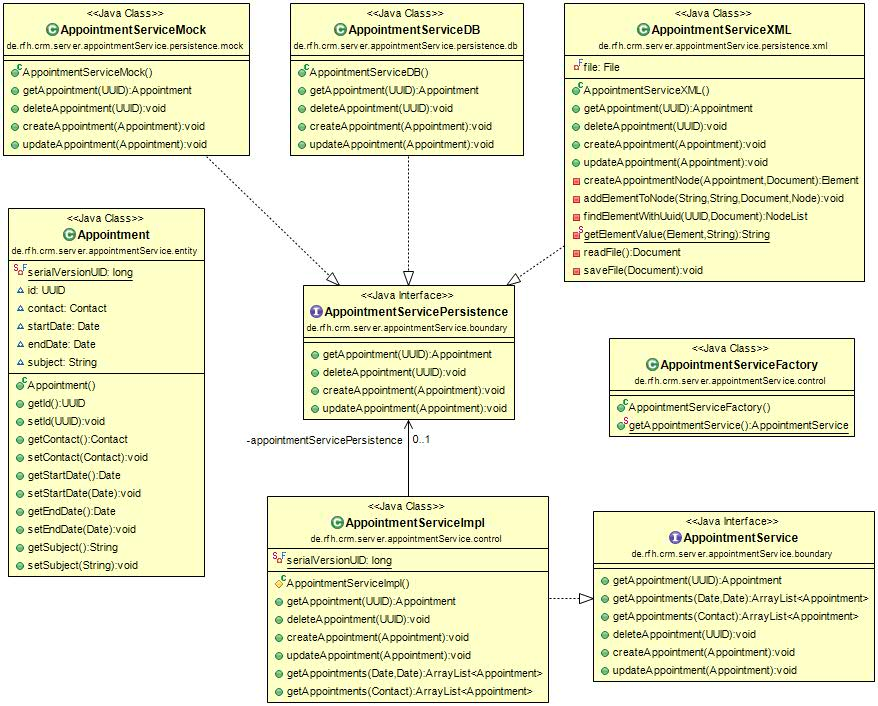 <<Java Class>>
AppointmentServiceMock
de.rfh.crm.server.appointmentService.persistence.mock
AppointmentServiceMock()
getAppointment(UUID):Appointment
deleteAppointment(UUID):void
createAppointment(Appointment):void
updateAppointment(Appointment):void
<<Java Class>>
AppointmentServiceDB
de.rfh.crm.server.appointmentService.persistence.db
AppointmentServiceDB()
getAppointment(UUID):Appointment
deleteAppointment(UUID):void
createAppointment(Appointment):void
updateAppointment(Appointment):void
<<Java Class>>
AppointmentServiceXML
de.rfh.crm.server.appointmentService.persistence.xml
file: File
AppointmentServiceXML()
getAppointment(UUID):Appointment
deleteAppointment(UUID):void
createAppointment(Appointment):void
updateAppointment(Appointment):void
createAppointmentNode(Appointment,Document):Element
addElementToNode(String,String,Document,Node):void
findElementWithUuid(UUID,Document):NodeList
getElementValue(Element,String):String
readFile():Document
saveFile(Document):void
<<Java Class>>
Appointment
de.rfh.crm.server.appointmentService.entity
serialVersionUID: long
id: UUID
contact: Contact
startDate: Date
endDate: Date
subject: String
Appointment()
getId():UUID
setId(UUID):void
getContact():Contact
setContact(Contact):void
getStartDate():Date
setStartDate(Date):void
getEndDate():Date
setEndDate(Date):void
getSubject():String
setSubject(String):void
<<Java Interface>>
AppointmentServicePersistence
de.rfh.crm.server.appointmentService.boundary
getAppointment(UUID):Appointment
deleteAppointment(UUID):void
createAppointment(Appointment):void
updateAppointment(Appointment):void
<<Java Class>>
AppointmentServiceFactory
de.rfh.crm.server.appointmentService.control
AppointmentServiceFactory()
getAppointmentService():AppointmentService
-appointmentServicePersistence 0..1
<<Java Class>>
AppointmentServiceImpl
de.rfh.crm.server.appointmentService.control
serialVersionUID: long
AppointmentServiceImpl()
getAppointment(UUID):Appointment
deleteAppointment(UUID):void
createAppointment(Appointment):void
updateAppointment(Appointment):void
getAppointments(Date,Date):ArrayList<Appointment>
getAppointments(Contact):ArrayList<Appointment>
<<Java Interface>>
AppointmentService
de.rfh.crm.server.appointmentService.boundary
getAppointment(UUID):Appointment
getAppointments(Date,Date):ArrayList<Appointment>
getAppointments(Contact):ArrayList<Appointment>
deleteAppointment(UUID):void
createAppointment(Appointment):void
updateAppointment(Appointment):void